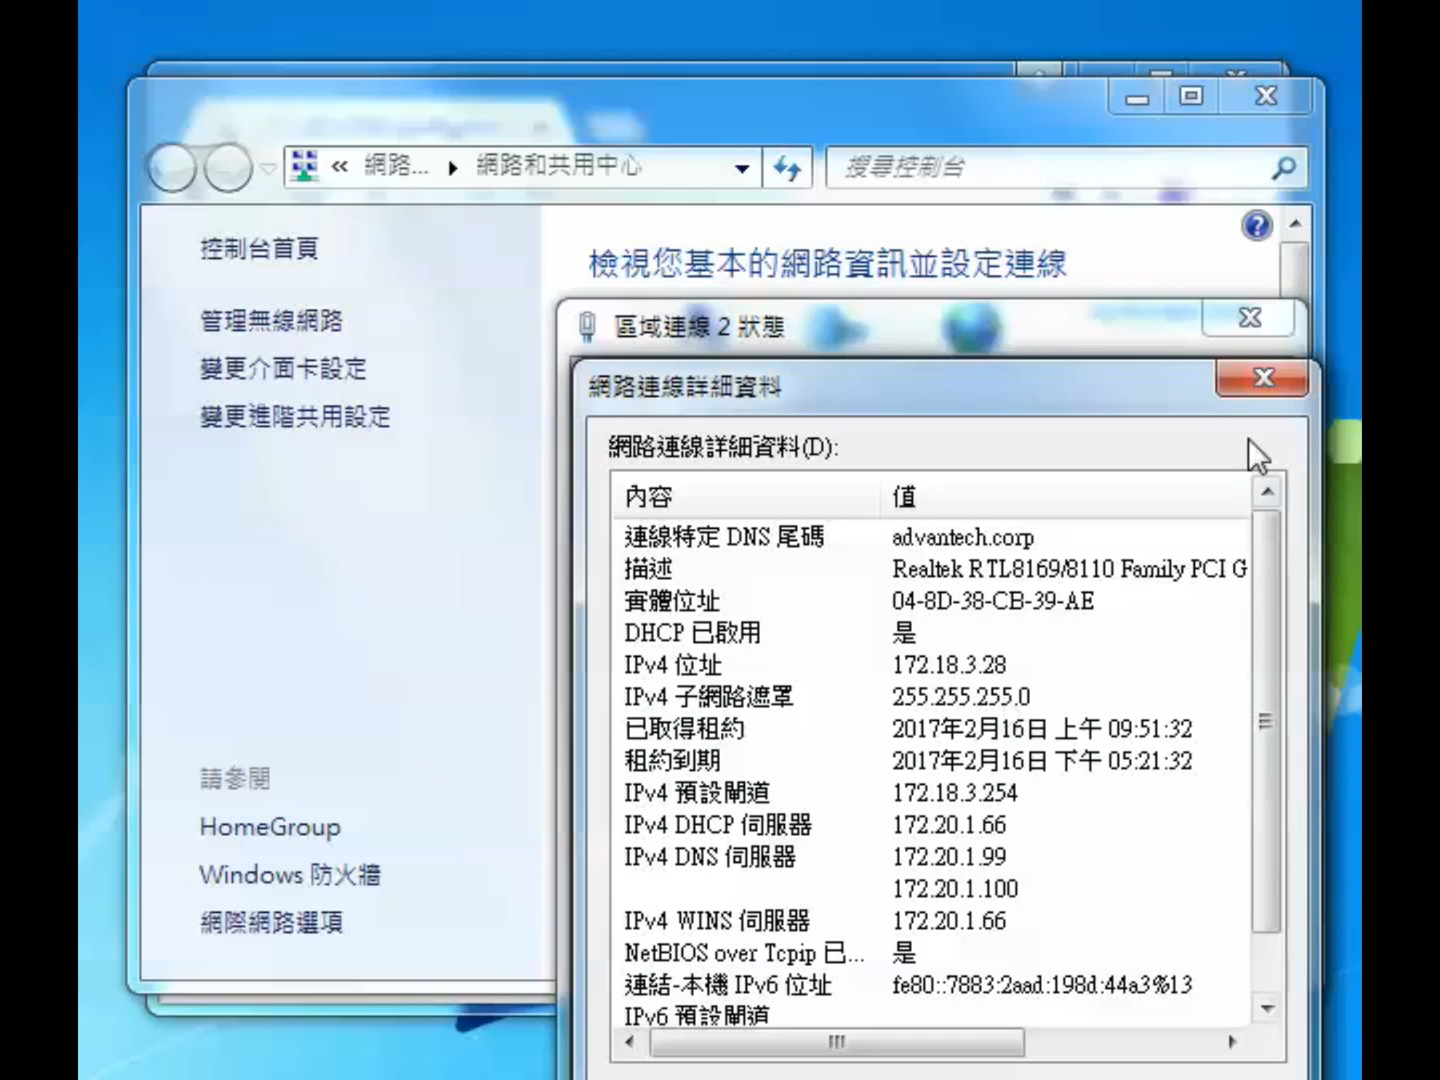 « 網路... ▶ 網路和共用中心
搜尋控制台
控制台首頁
管理無線網路
變更介面卡設定
變更進階共用設定
請參閱
HomeGroup
Windows 防火牆
網際網路選項
檢視您基本的網路資訊並設定連線
區域連線 2 狀態
網路連線詳細資料
網路連線詳細資料(D):
內容 值
連線特定 DNS 尾碼 advantech.corp
描述 Realtek RTL8169/8110 Family PCI G
實體位址 04-8D-38-CB-39-AE
DHCP 已啟用 是
IPv4 位址 172.18.3.28
IPv4 子網路遮罩 255.255.255.0
已取得租約 2017年2月16日 上午 09:51:32
租約到期 2017年2月16日 下午 05:21:32
IPv4 預設閘道 172.18.3.254
IPv4 DHCP 伺服器 172.20.1.66
IPv4 DNS 伺服器 172.20.1.99
172.20.1.100
IPv4 WINS 伺服器 172.20.1.66
NetBIOS over Tcpip 已... 是
連結-本機 IPv6 位址 fe80::7883:2aad:198d:44a3%13
IPv6 預設閘道